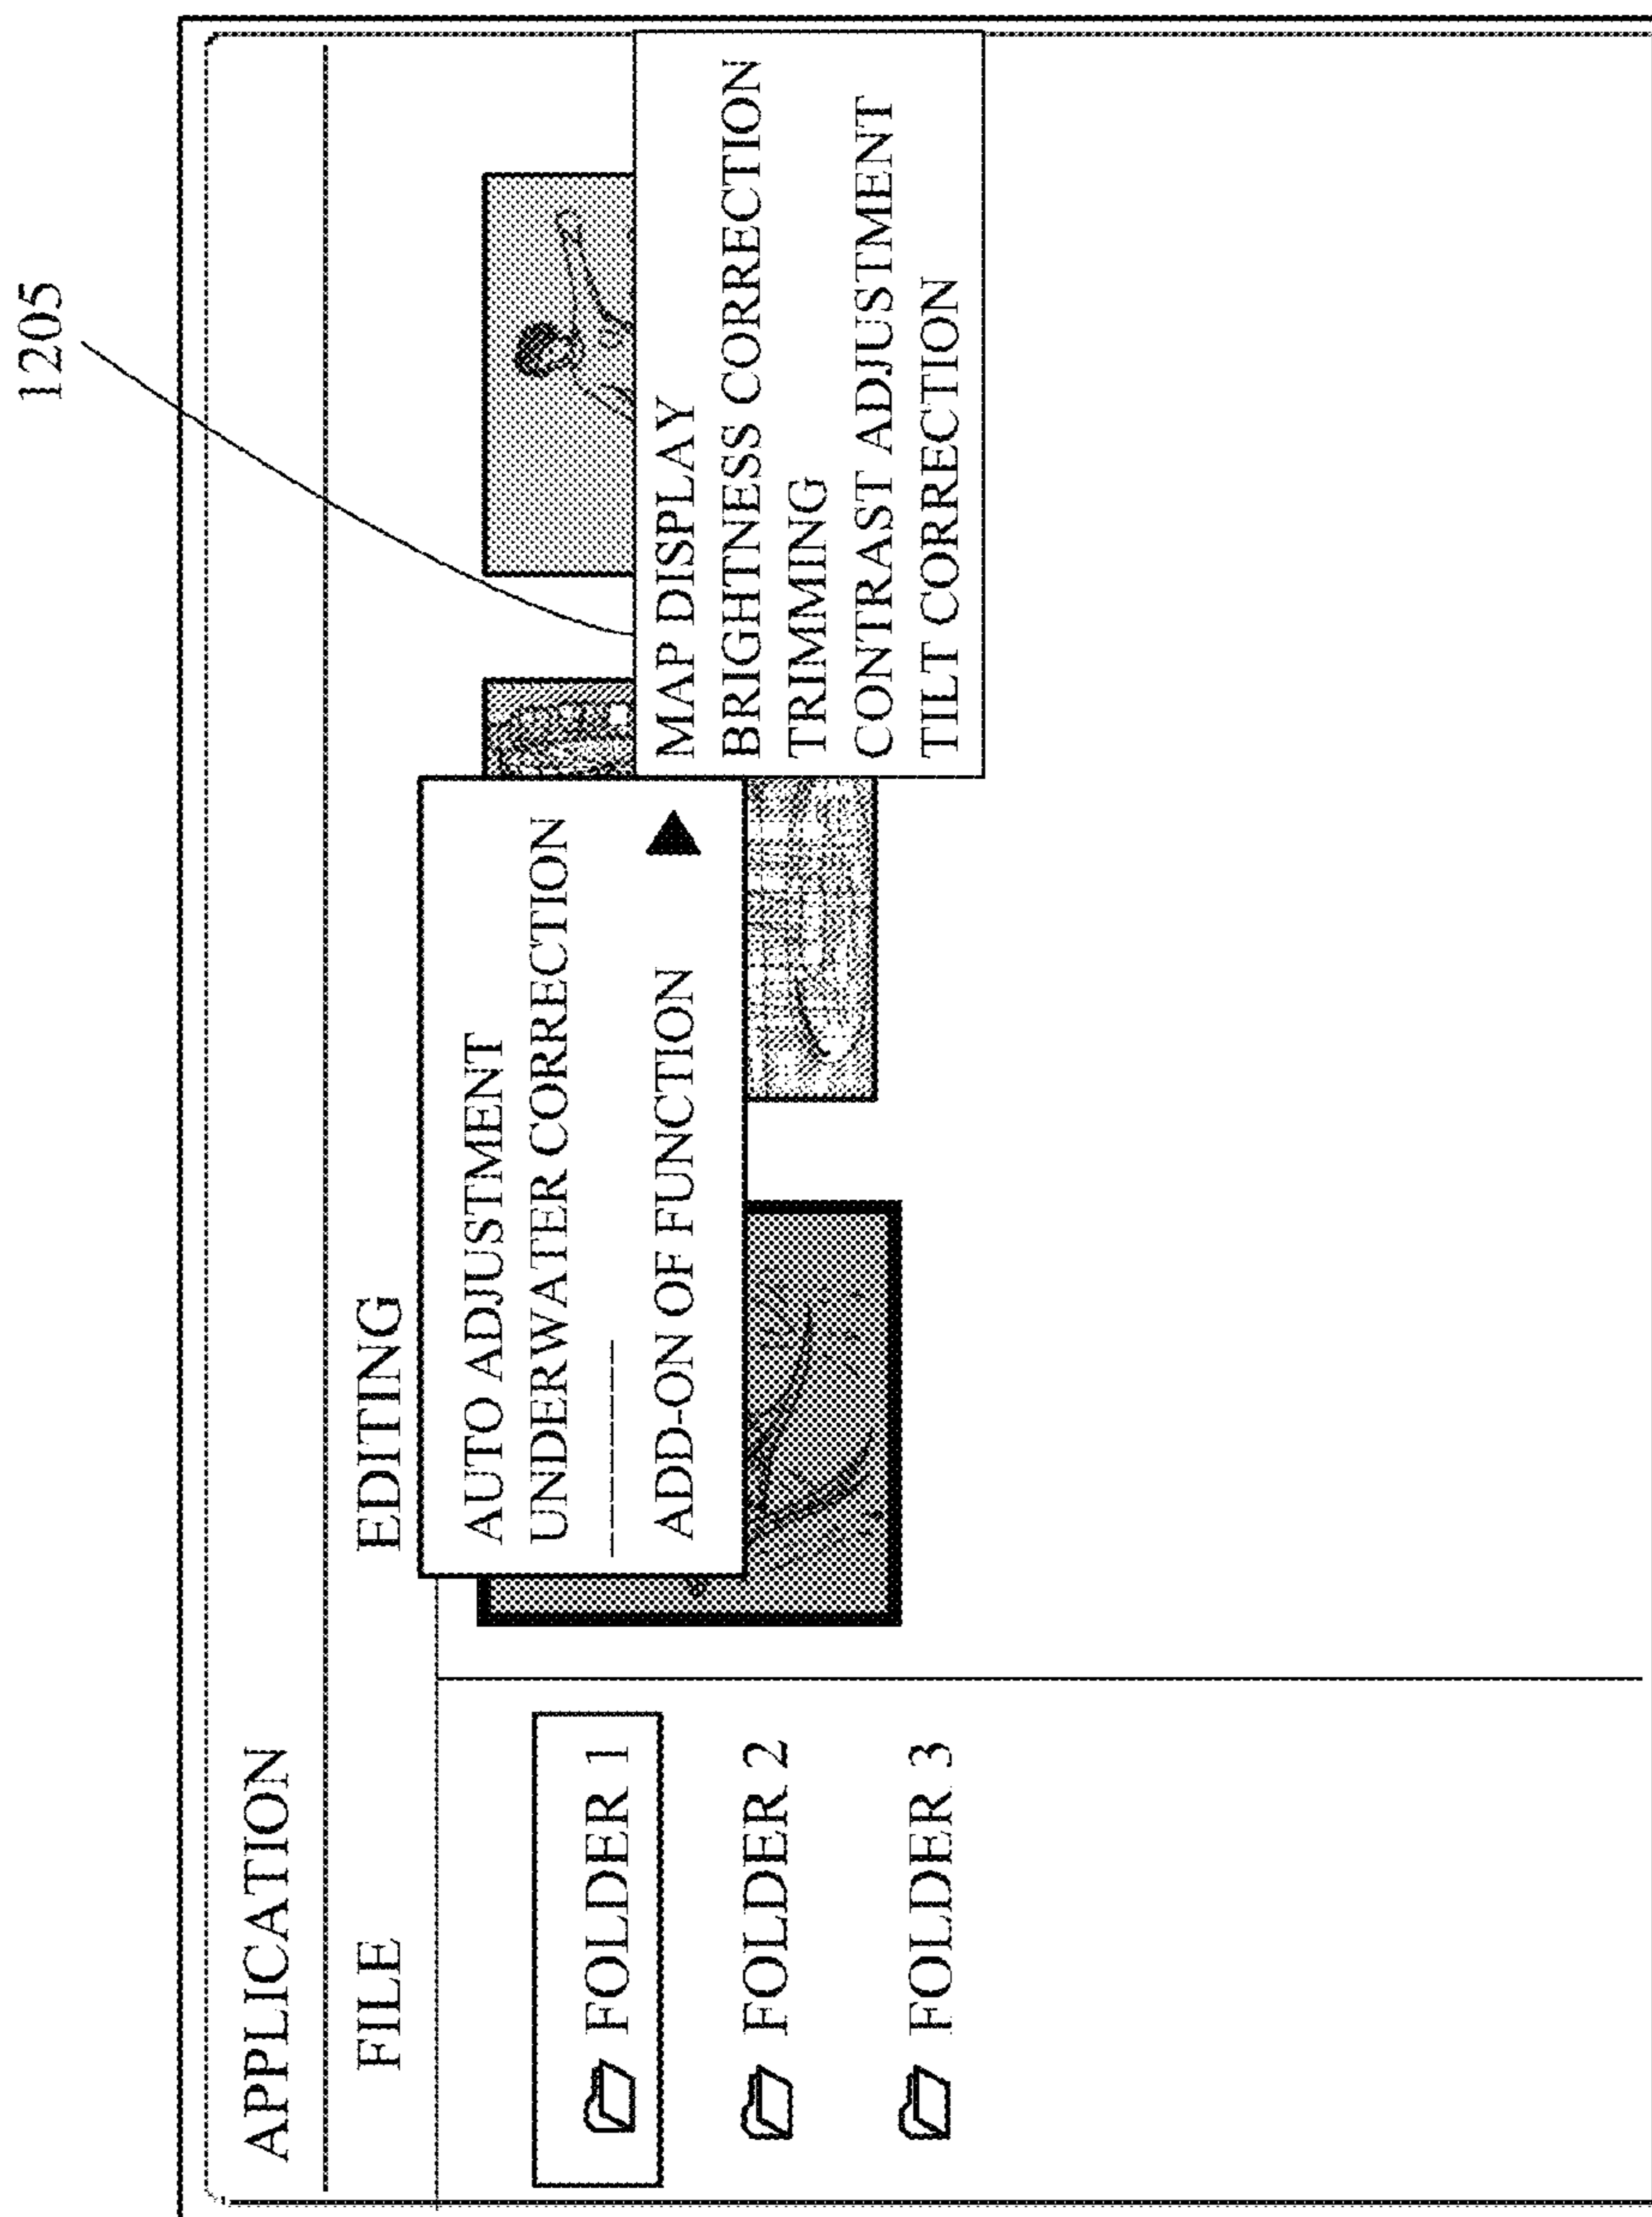 1205
APPLICATION
FILE
EDITING
AUTO ADJUSTMENT
UNDERWATER CORRECTION
ADD-ON OF FUNCTION
MAP DISPLAY
BRIGHTNESS CORRECTION
TRIMMING
CONTRAST ADJUSTMENT
TILT CORRECTION
FOLDER 1
FOLDER 2
FOLDER 3